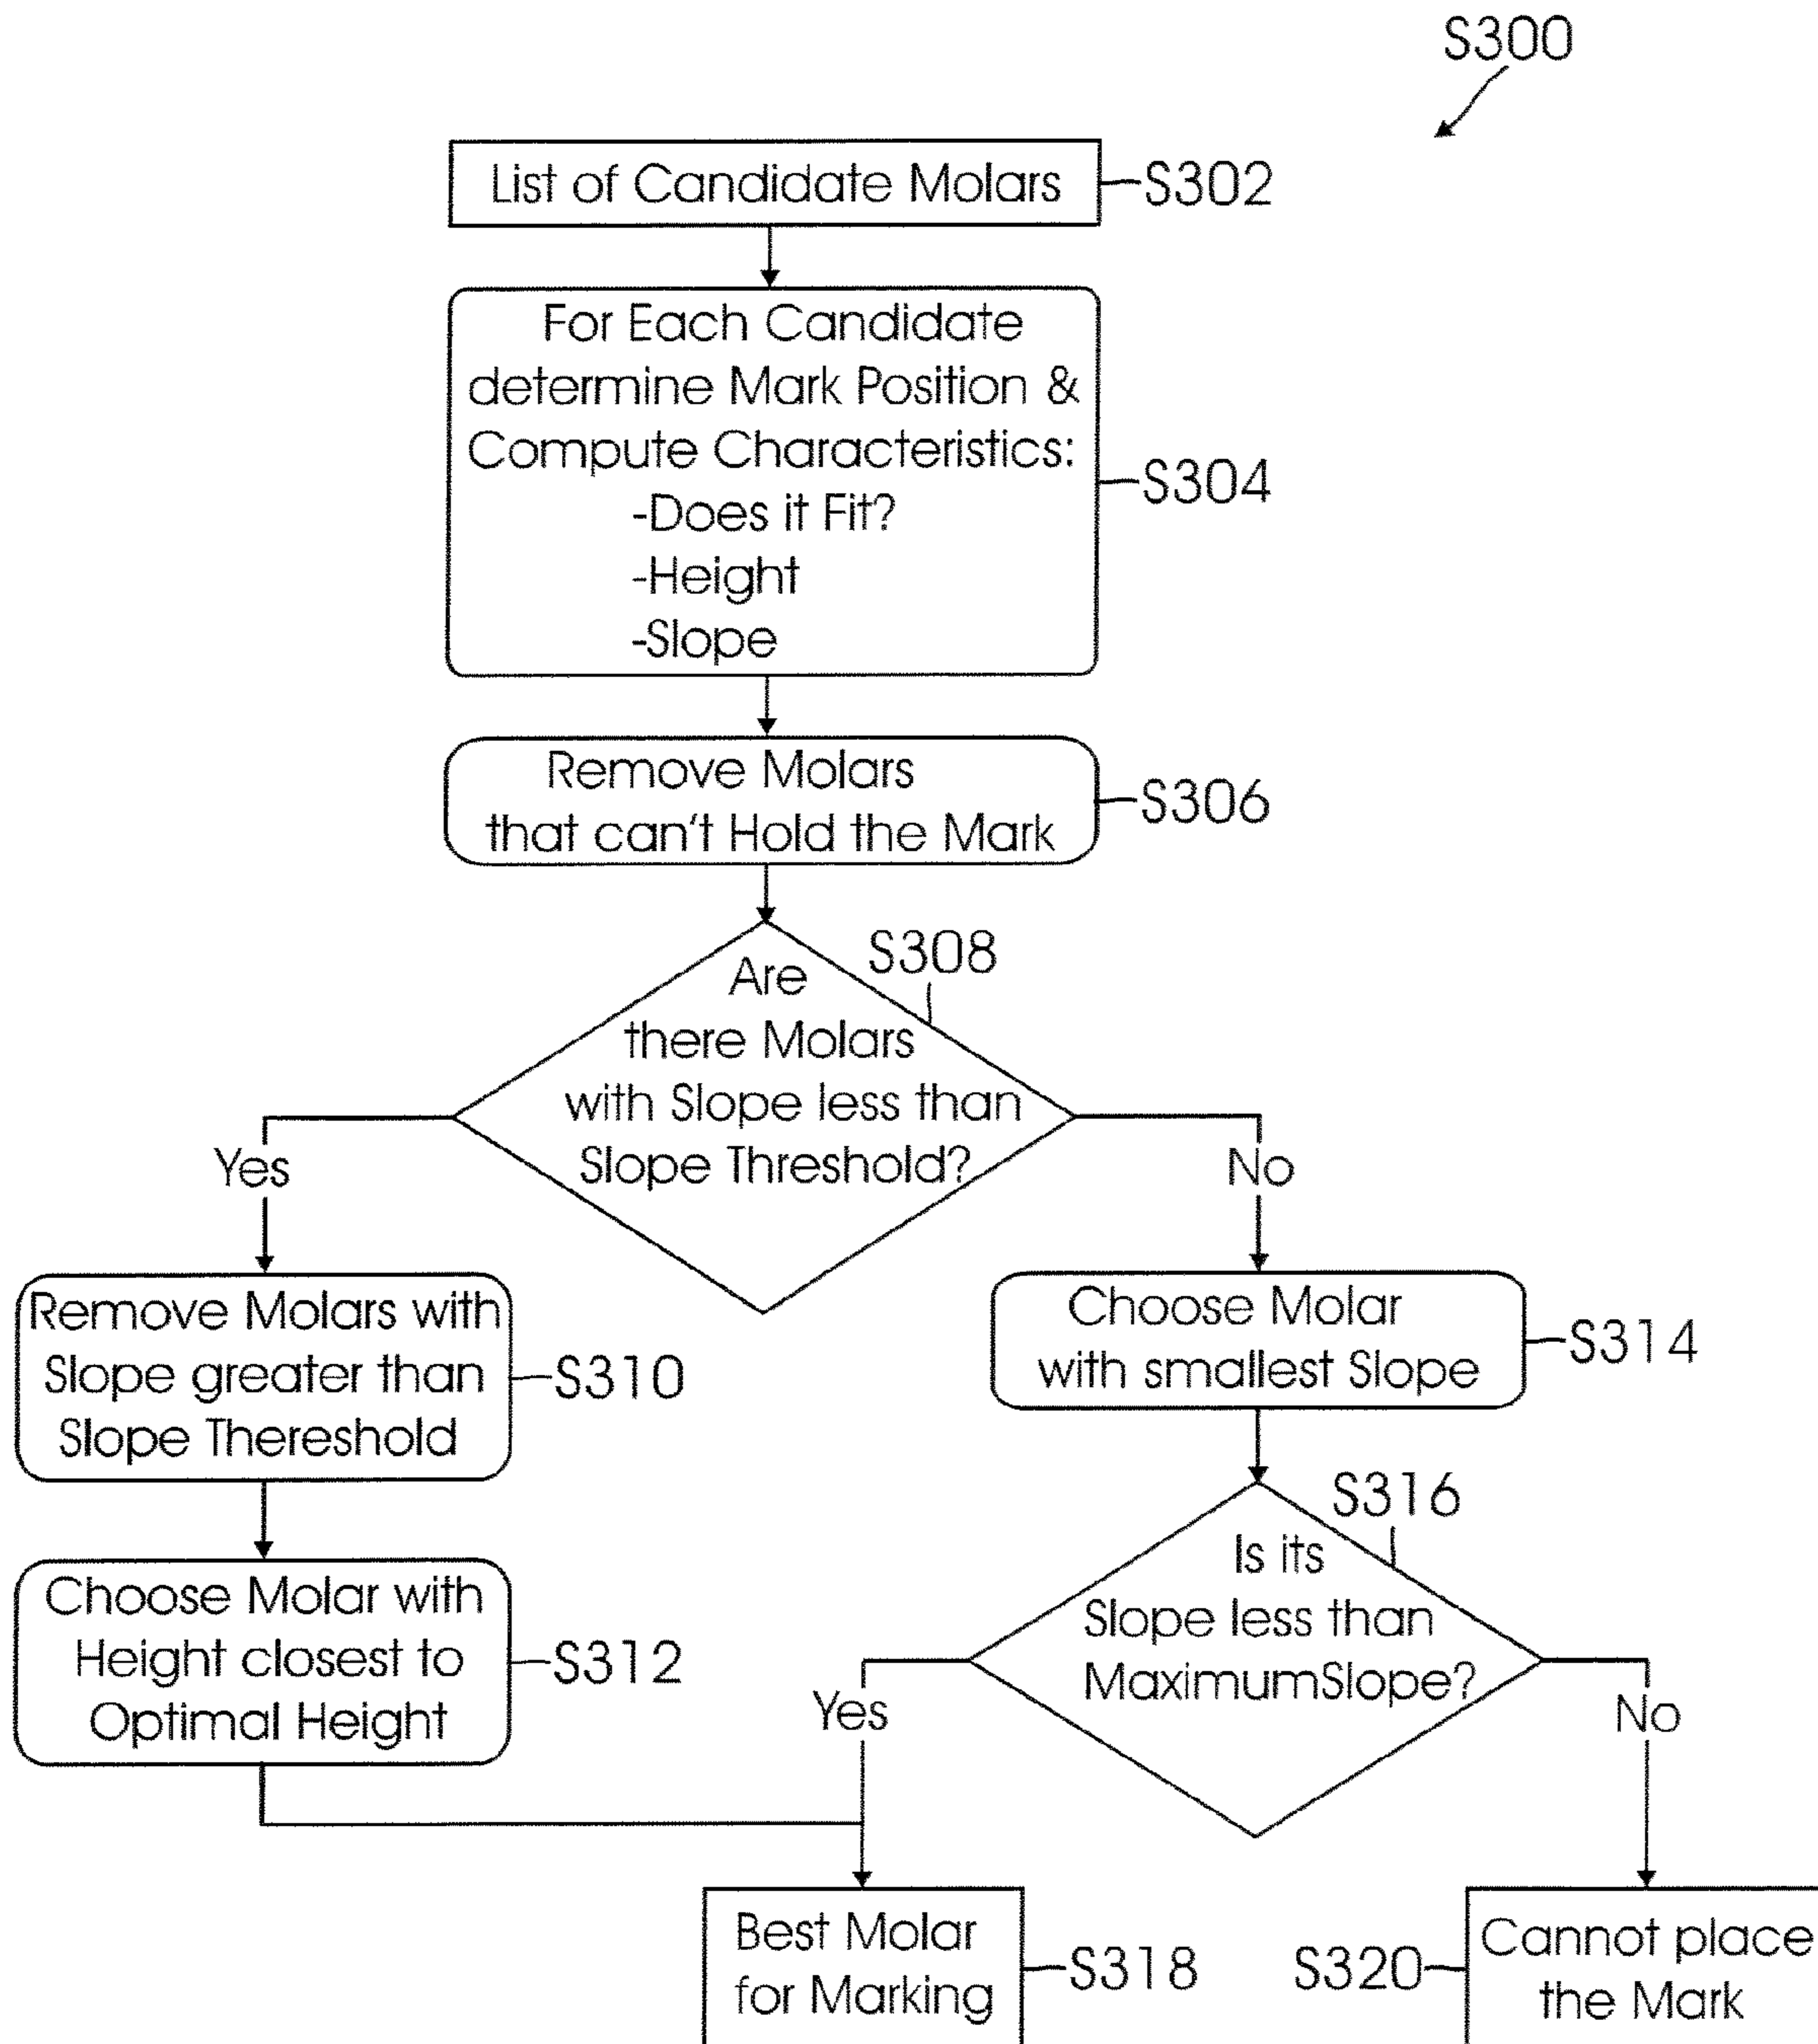 S300
List of Candidate Molars
S302
For Each Candidate
determine Mark Position &
Compute Characteristics:
-Does it Fit?
-Height
-Slope
S304
Remove Molars
that can't Hold the Mark
S306
S308
Are
there Molars
with Slope less than
Slope Threshold?
Yes
No
Remove Molars with
Slope greater than
Slope Thereshold
S310
Choose Molar with
Height closest to
Optimal Height
S312
Choose Molar
with smallest Slope
S314
S316
Is its
Slope less than
MaximumSlope?
Yes
No
Best Molar
for Marking
S318
S320
Cannot place
the Mark